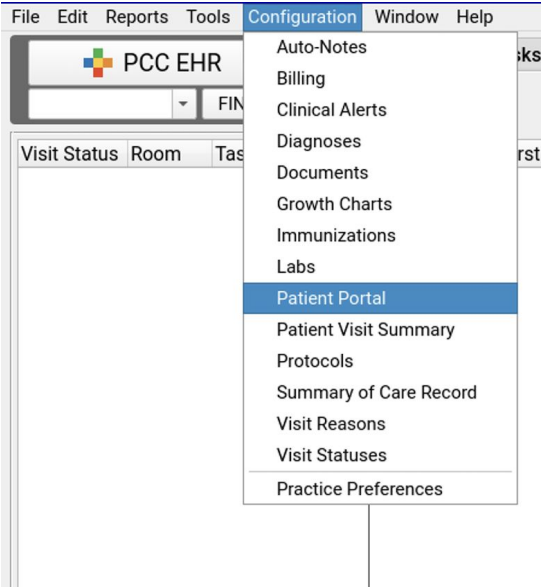 File Edit Reports Tools Configuration Window Help
Auto-Notes
PCC EHR
Billing
FIN
Clinical Alerts
Diagnoses
Visit Status Room Tas
Documents
Growth Charts
Immunizations
Labs
Patient Portal
Patient Visit Summary
Protocols
Summary of Care Record
Visit Reasons
Visit Statuses
Practice Preferences